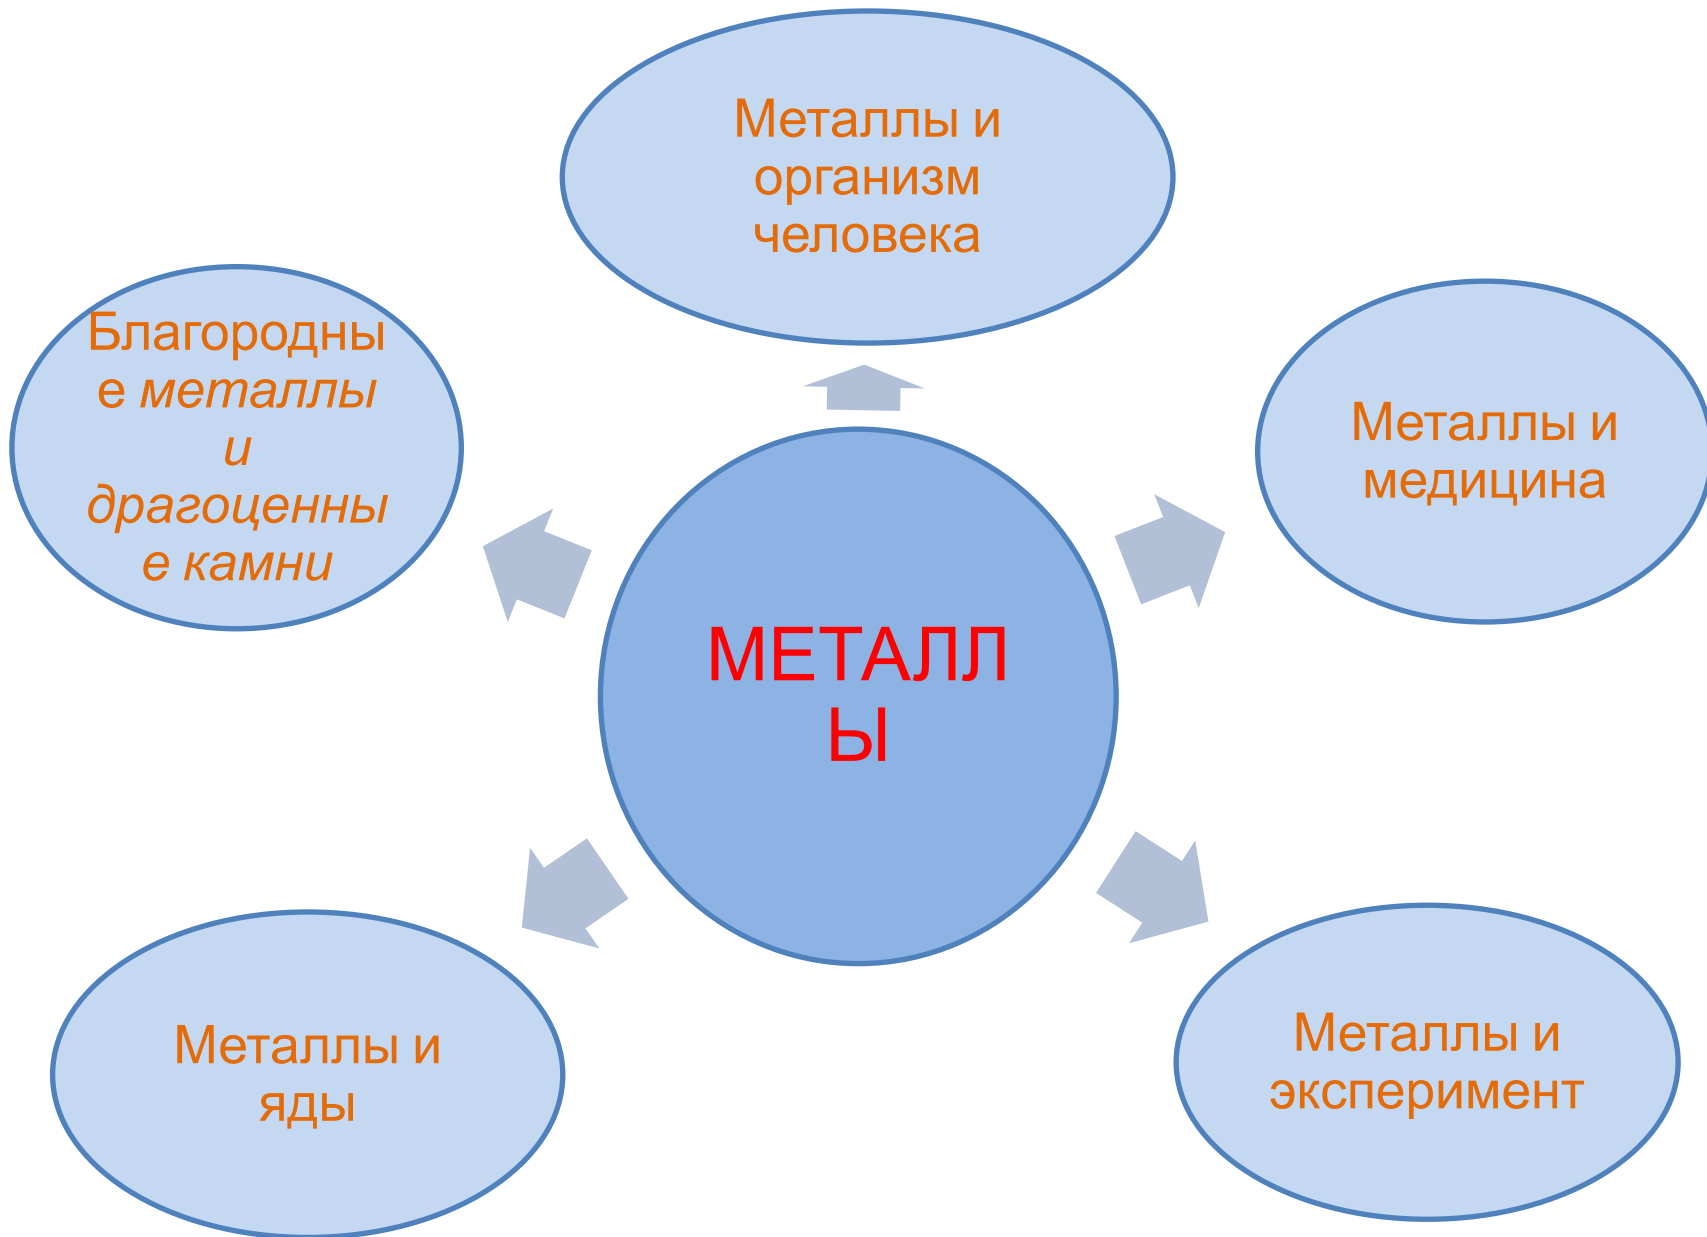 Металлы и
организм
человека
Благородны
е металлы
и
драгоценны
е камни
Металлы и
медицина
МЕТАЛЛ
Ы
Металлы и
яды
Металлы и
эксперимент